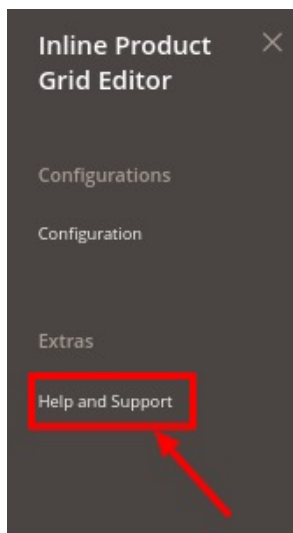 Inline Product
Grid Editor
Configurations
Configuration
Extras
Help and Support